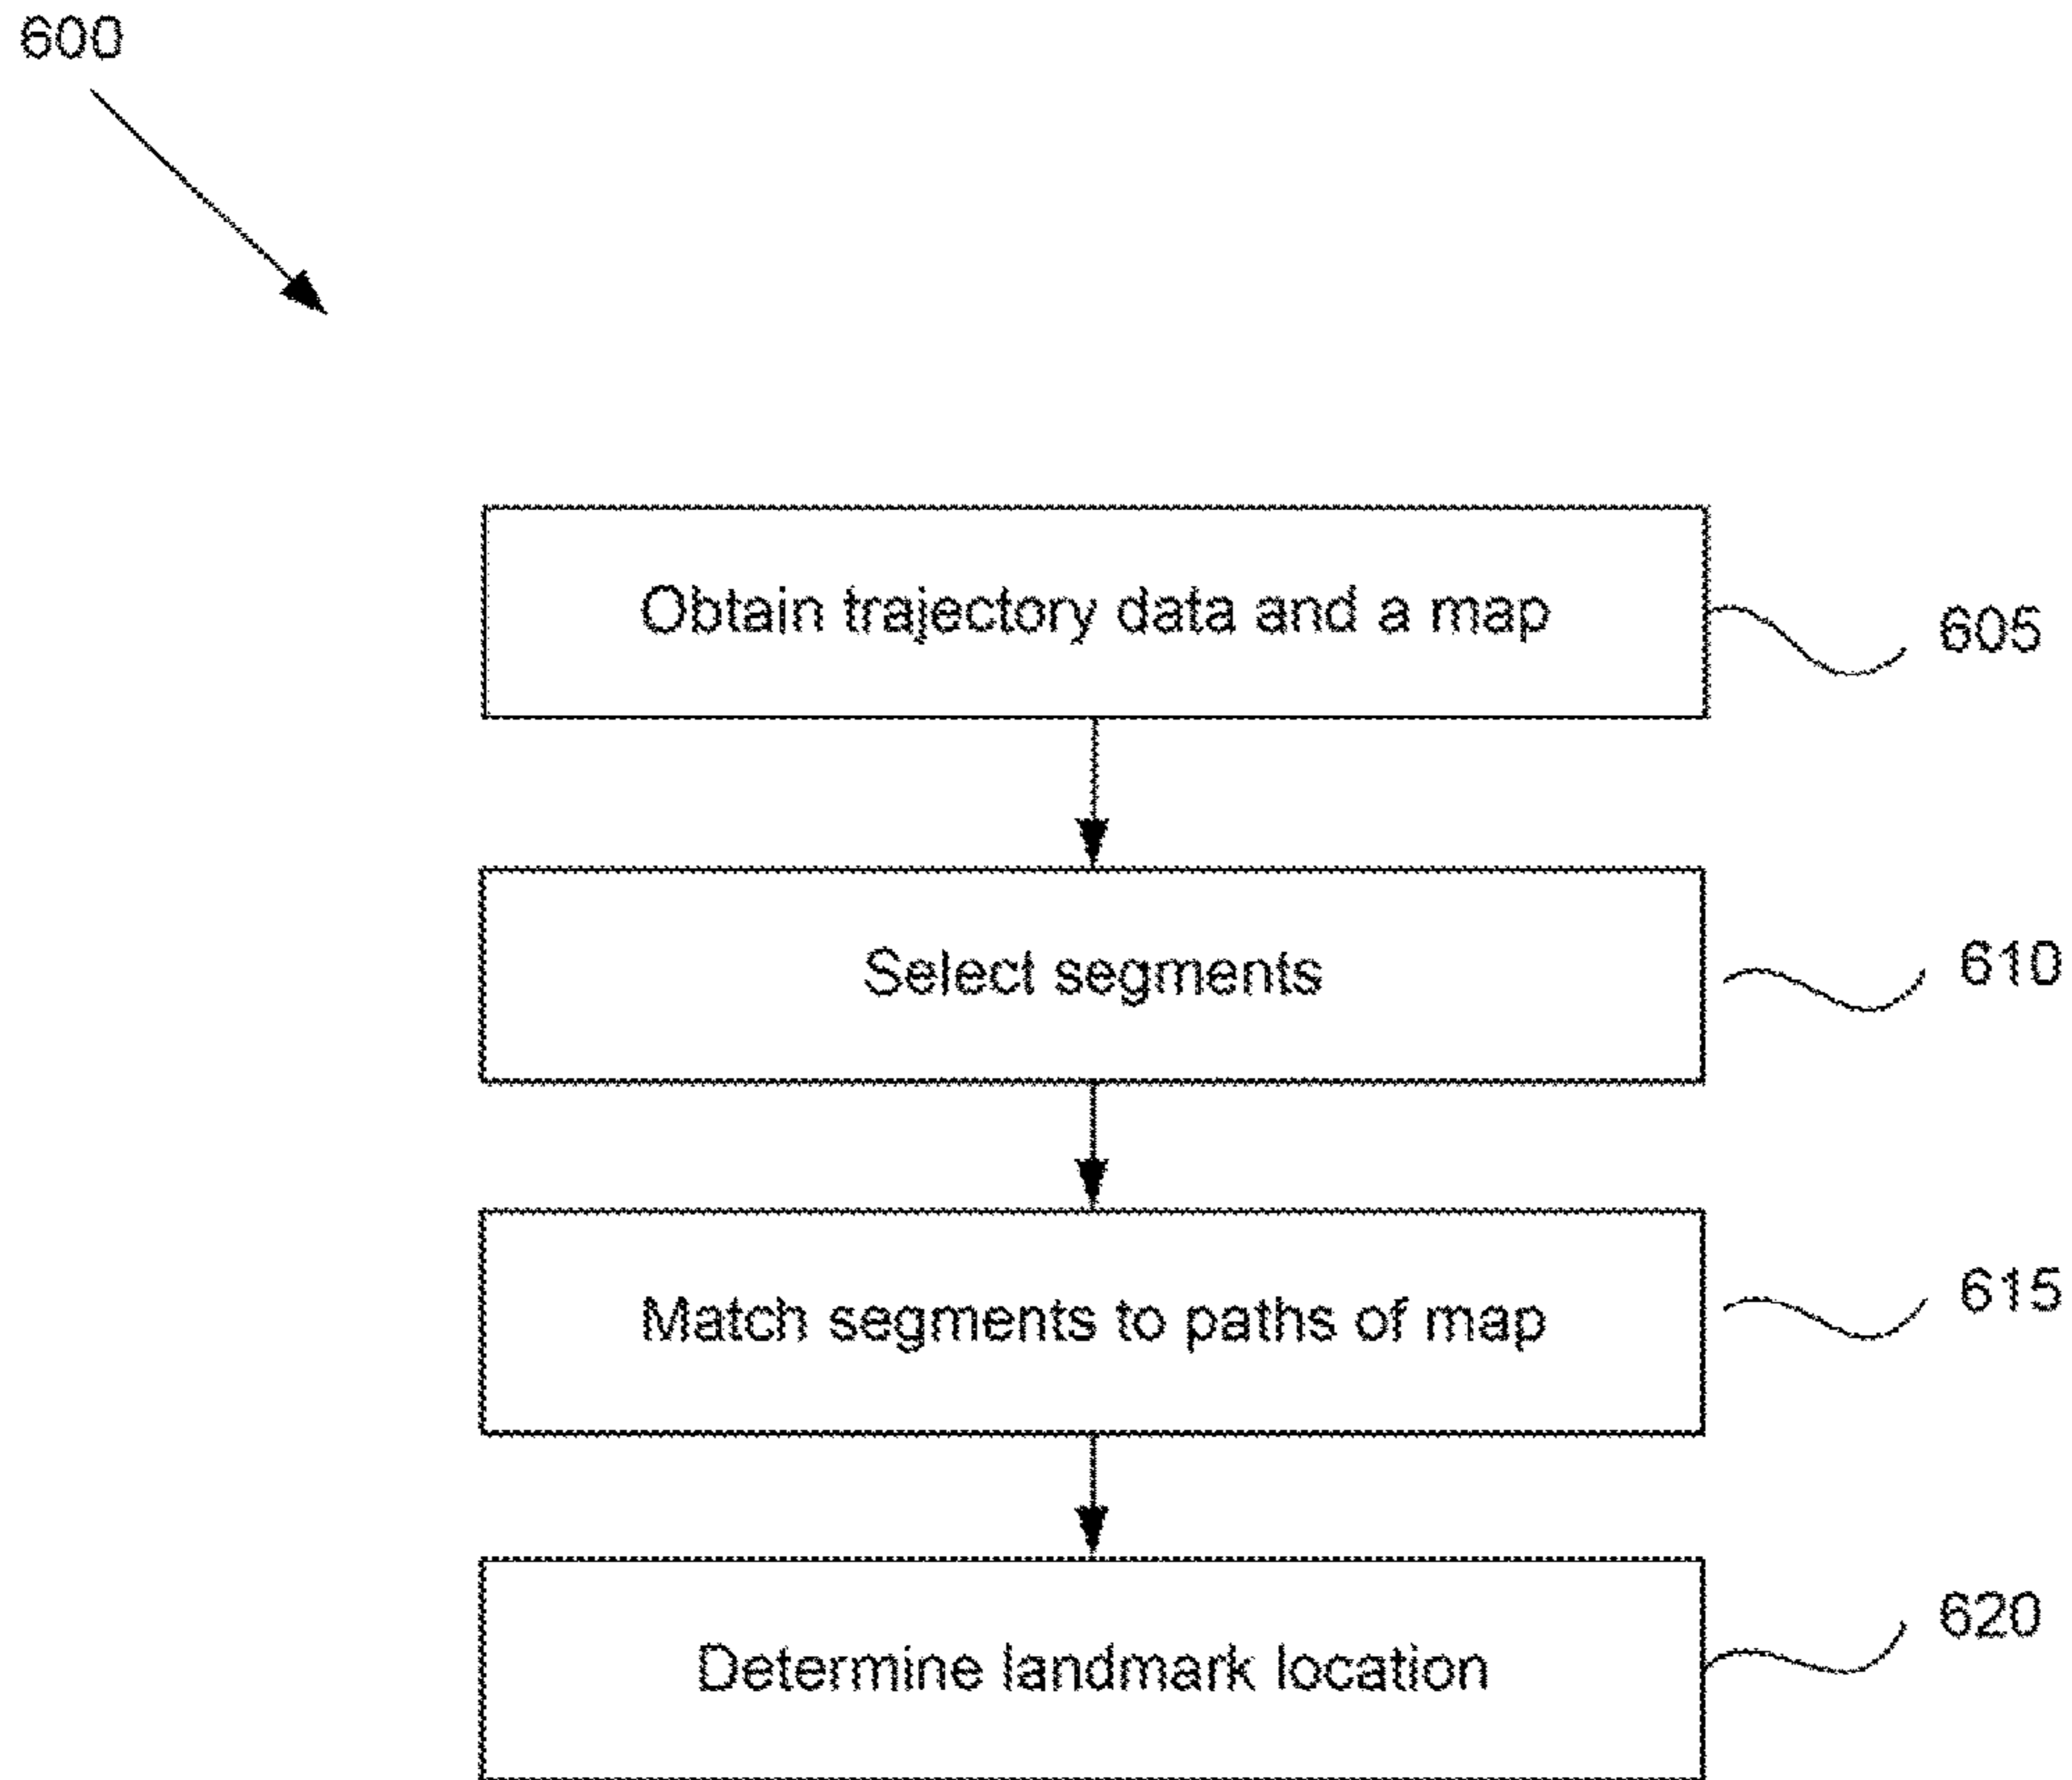 600
Obtain trajectory data and a map
605
Select segments
610
Match segments to paths of map
615
Determine landmark location
620